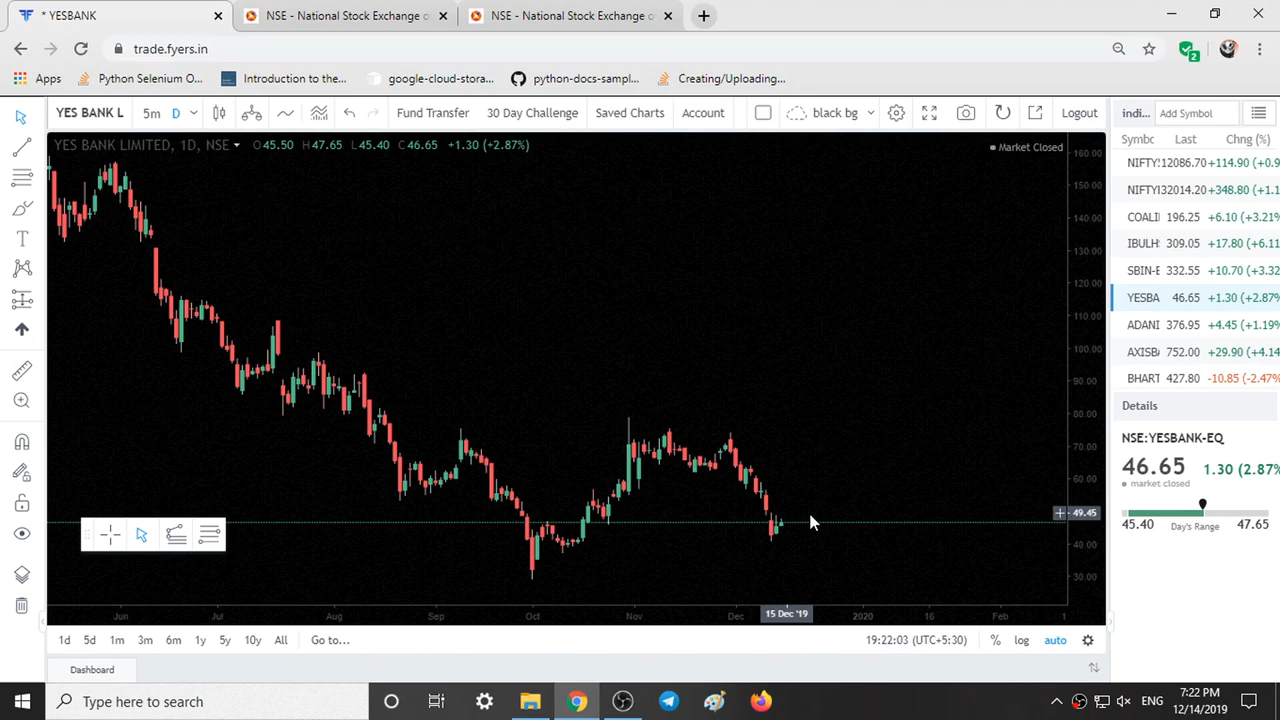 * YESBANK
NSE - National Stock Exchange o
NSE - National Stock Exchange o
trade.fyers.in
2
Apps
Python Selenium O...
Introduction to the...
google-cloud-stora...
python-docs-sampl...
Creating/Uploading...
YES BANK L
5m
D
Fund Transfer
30 Day Challenge
Saved Charts
Account
black bg
Logout
YES BANK LIMITED, 1D, NSE
O45.50 H47.65 L45.40 C46.65 +1.30 (+2.87%)
Market Closed
160.00
150.00
140.00
130.00
120.00
110.00
100.00
90.00
80.00
70.00
60.00
49.45
40.00
30.00
Jun
Jul
Aug
Sep
Oct
Nov
Dec
15 Dec '19
2020
16
Feb
1
1d
5d
1m
3m
6m
1y
5y
10y
All
Go to...
19:22:03 (UTC+5:30)
%
log
auto
Dashboard
indi...
Add Symbol
Symbc Last Chng (%)
NIFTY! 12086.70 +114.90 (+0.9
NIFTYI 32014.20 +348.80 (+1.1
COALI 196.25 +6.10 (+3.21%
IBULH 309.05 +17.80 (+6.11
SBIN-E 332.55 +10.70 (+3.32
YESBA 46.65 +1.30 (+2.87%
ADANI 376.95 +4.45 (+1.19%
AXISB 752.00 +29.90 (+4.14
BHART 427.80 -10.85 (-2.47%
Details
NSE:YESBANK-EQ
46.65 1.30 (2.87%
market closed
45.40 Day's Range 47.65
Type here to search
ENG
7:22 PM
12/14/2019